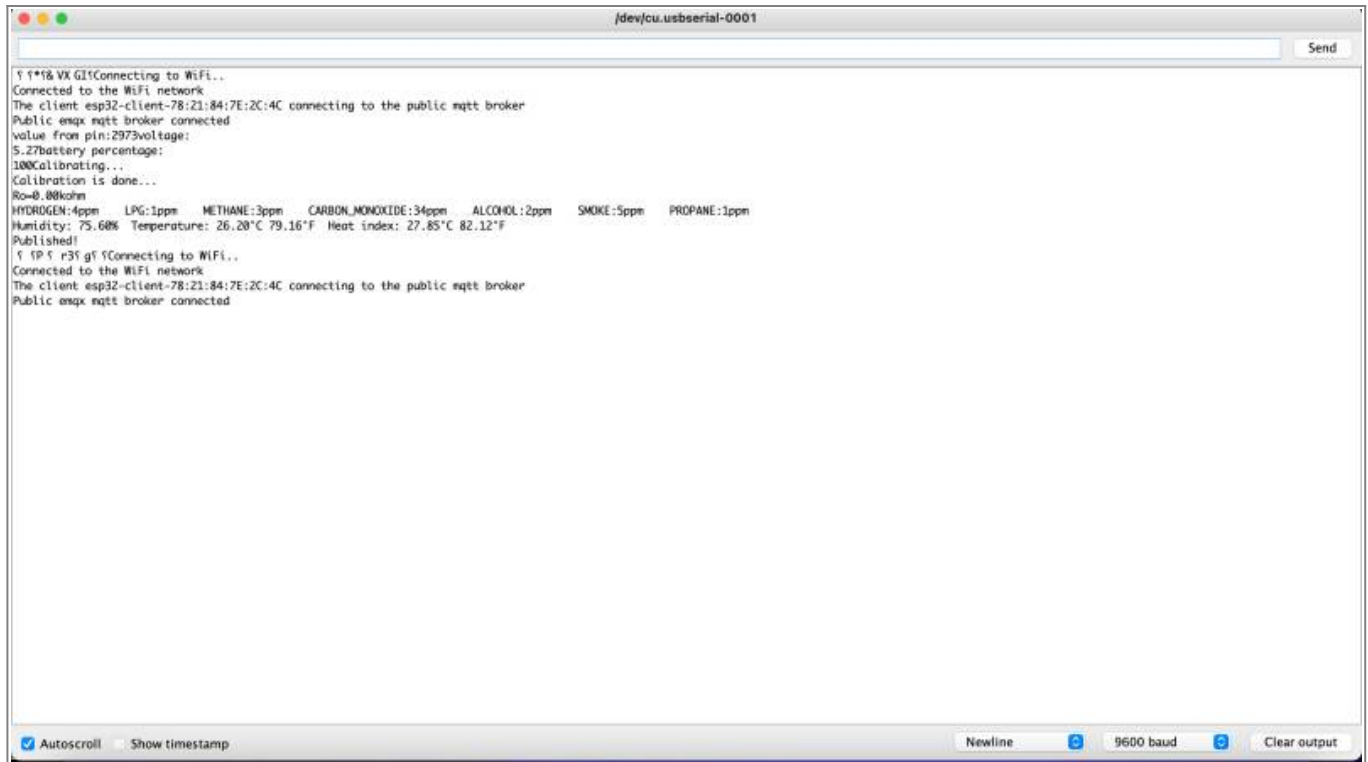 /dev/cu.usbserial-0001
Send
Connecting to WiFi..
Connected to the WiFi network
The client esp32-client-78:21:84:7E:2C:4C connecting to the public mqtt broker
Public emqx mqtt broker connected
value from pin:2973voltage:
5.27battery percentage:
100Calibrating...
Calibration is done...
Ro=0.00kohm
HYDROGEN:4ppm LPG:1ppm METHANE:3ppm CARBON_MONOXIDE:34ppm ALCOHOL:2ppm SMOKE:5ppm PROPANE:1ppm
Humidity: 75.60% Temperature: 26.20°C 79.16°F Heat index: 27.85°C 82.12°F
Published!
Connecting to WiFi..
Connected to the WiFi network
The client esp32-client-78:21:84:7E:2C:4C connecting to the public mqtt broker
Public emqx mqtt broker connected
Autoscroll Show timestamp Newline 9600 baud Clear output